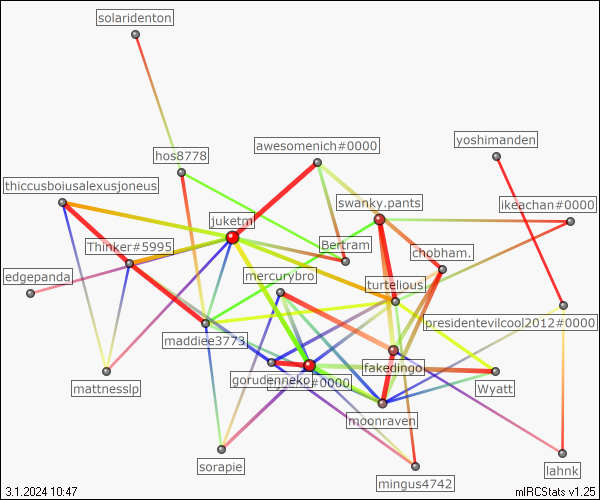 solaridenton
awesomenich#0000
yoshimanden
hos8778
thiccusboiusalexusjoneus
swanky.pants
ikeachan#0000
juketm
Thinker#5995
Bertram
chobham.
edgepanda
mercurybro
turtelious
presidentevilcool2012#0000
maddiee3773
fakedingo
gorudenneko
#0000
mattnesslp
Wyatt
moonraven
sorapie
lahnk
mingus4742
3.1.2024 10:47
mIRCStats v1.25